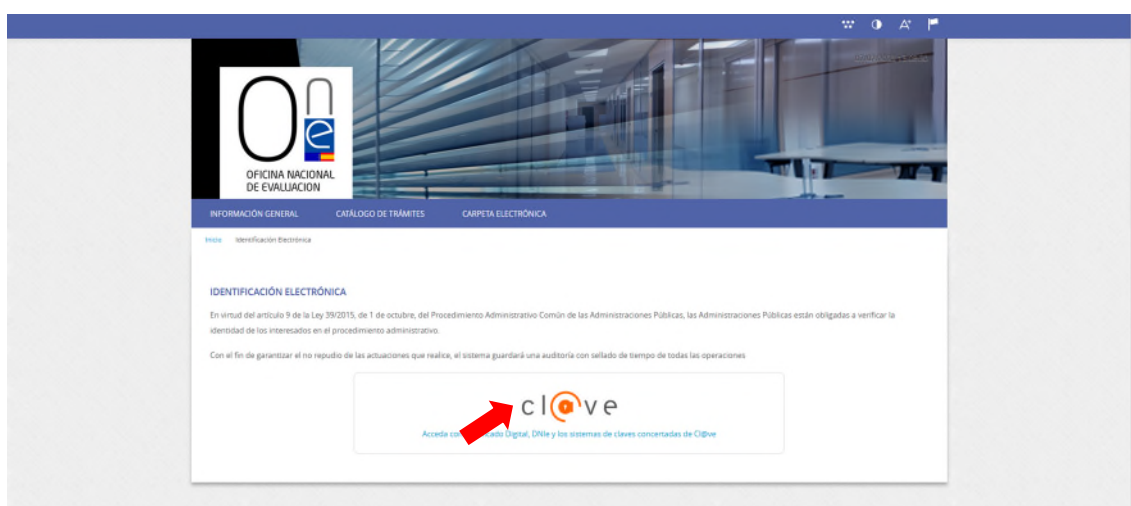 OFICINA NACIONAL
DE EVALUACION
INFORMACIÓN GENERAL CATÁLOGO DE TRÁMITES CARPETA ELECTRÓNICA
Inicio Identificación Electrónica
IDENTIFICACIÓN ELECTRÓNICA
En virtud del artículo 9 de la Ley 39/2015, de 1 de octubre, del Procedimiento Administrativo Común de las Administraciones Públicas, las Administraciones Públicas están obligadas a verificar la
identidad de los interesados en el procedimiento administrativo.
Con el fin de garantizar el no repudio de las actuaciones que realice, el sistema guardará una auditoría con sellado de tiempo de todas las operaciones
cl@ve
Acceda Digital, DNIe y los sistemas de claves concertadas de Cl@ve